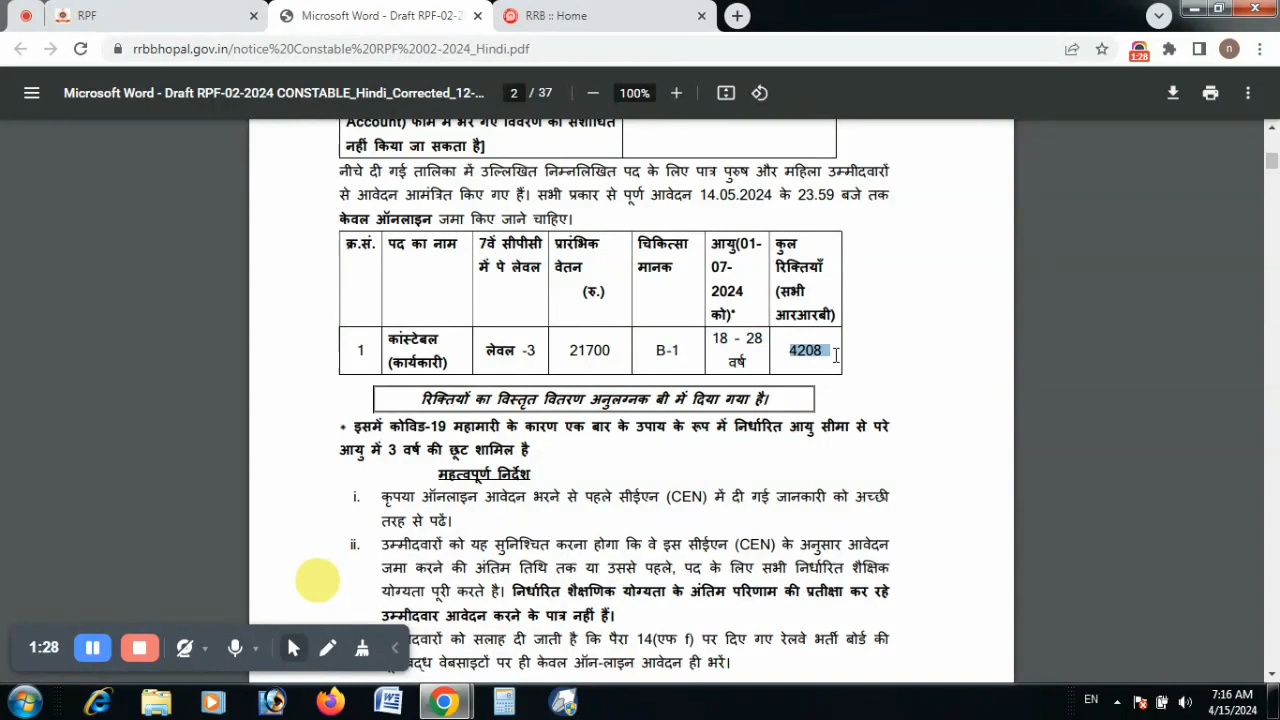 RPF
Microsoft Word - Draft RPF-02-2
RRB :: Home
rrbbhopal.gov.in/notice%20Constable%20RPF%2002-2024_Hindi.pdf
1:28
n
Microsoft Word - Draft RPF-02-2024 CONSTABLE_Hindi_Corrected_12-...
2 / 37
100%
Account) फॉर्म में भरे गए विवरण को संशोधित
नहीं किया जा सकता है]
नीचे दी गई तालिका में उल्लिखित निम्नलिखित पद के लिए पात्र पुरुष और महिला उम्मीदवारों
से आवेदन आमंत्रित किए गए हैं। सभी प्रकार से पूर्ण आवेदन 14.05.2024 के 23.59 बजे तक
केवल ऑनलाइन जमा किए जाने चाहिए।
क्र.सं. पद का नाम 7वें सीपीसी में पे लेवल प्रारंभिक वेतन (रु.) चिकित्सा मानक आयु(01-07-2024 को)* कुल रिक्तियाँ (सभी आरआरबी)
1 कांस्टेबल (कार्यकारी) लेवल -3 21700 B-1 18 - 28 वर्ष 4208
रिक्तियों का विस्तृत वितरण अनुलग्नक बी में दिया गया है।
* इसमें कोविड-19 महामारी के कारण एक बार के उपाय के रूप में निर्धारित आयु सीमा से परे
आयु में 3 वर्ष की छूट शामिल है
महत्वपूर्ण निर्देश
i. कृपया ऑनलाइन आवेदन भरने से पहले सीईएन (CEN) में दी गई जानकारी को अच्छी
तरह से पढें।
ii. उम्मीदवारों को यह सुनिश्चित करना होगा कि वे इस सीईएन (CEN) के अनुसार आवेदन
जमा करने की अंतिम तिथि तक या उससे पहले, पद के लिए सभी निर्धारित शैक्षिक
योग्यता पूरी करते है। निर्धारित शैक्षणिक योग्यता के अंतिम परिणाम की प्रतीक्षा कर रहे
उम्मीदवार आवेदन करने के पात्र नहीं हैं।
को सलाह दी जाती है कि पैरा 14(एफ f) पर दिए गए रेलवे भर्ती बोर्ड की
वेबसाइटों पर ही केवल ऑन-लाइन आवेदन ही भरें।
1:28
EN
7:16 AM
4/15/2024